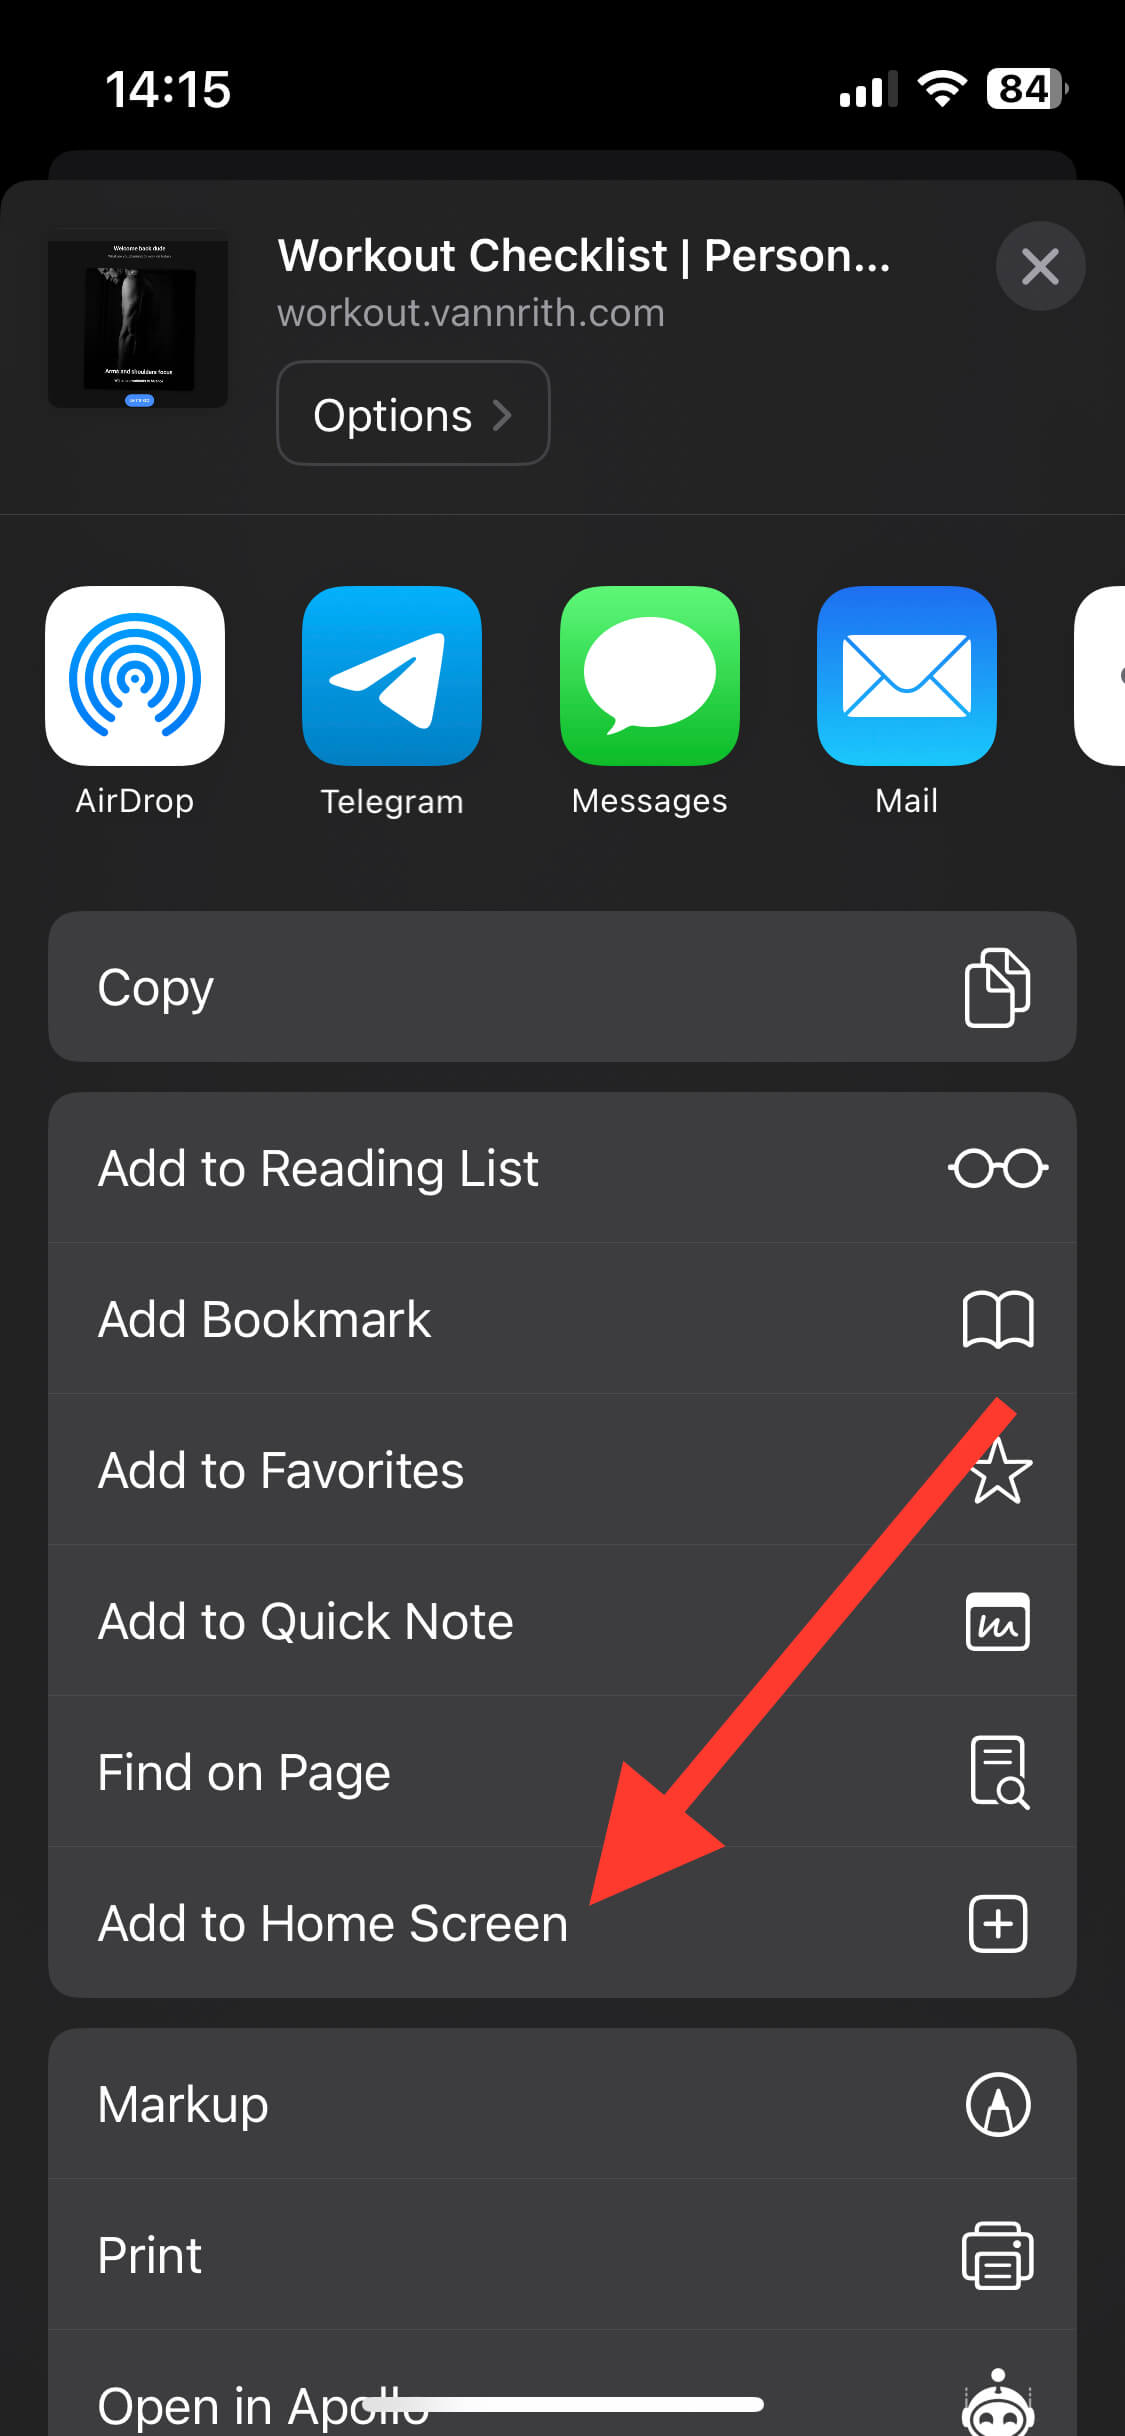 14:15
84
Welcome back dude
Arms and shoulders focus
Workout Checklist | Person...
workout.vannrith.com
Options
AirDrop
Telegram
Messages
Mail
Copy
Add to Reading List
Add Bookmark
Add to Favorites
Add to Quick Note
Find on Page
Add to Home Screen
Markup
Print
Open in Apollo